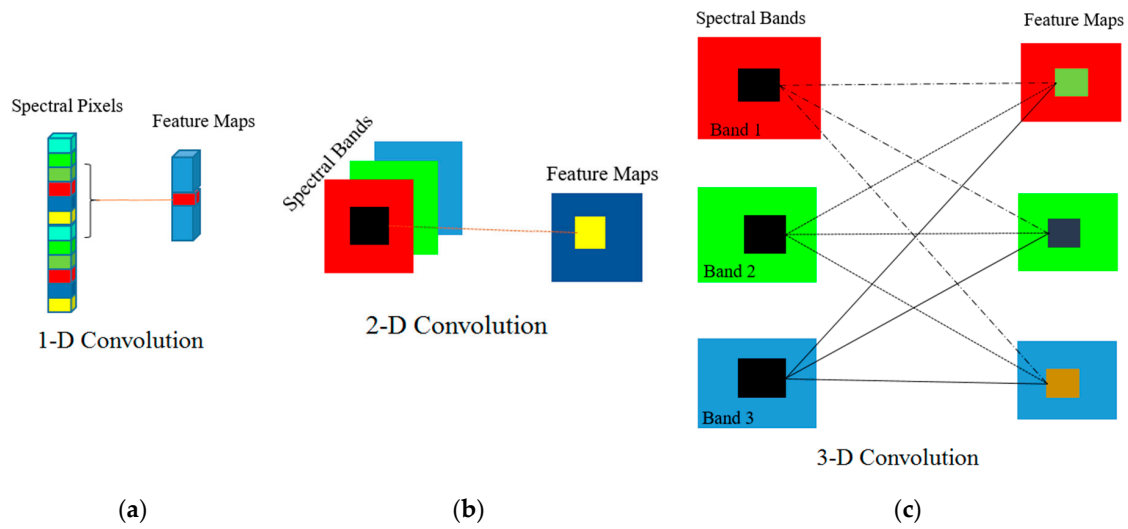 Spectral Pixels
Feature Maps
1-D Convolution
(a)
Spectral Bands
Feature Maps
2-D Convolution
(b)
Spectral Bands
Feature Maps
Band 1
Band 2
Band 3
3-D Convolution
(c)